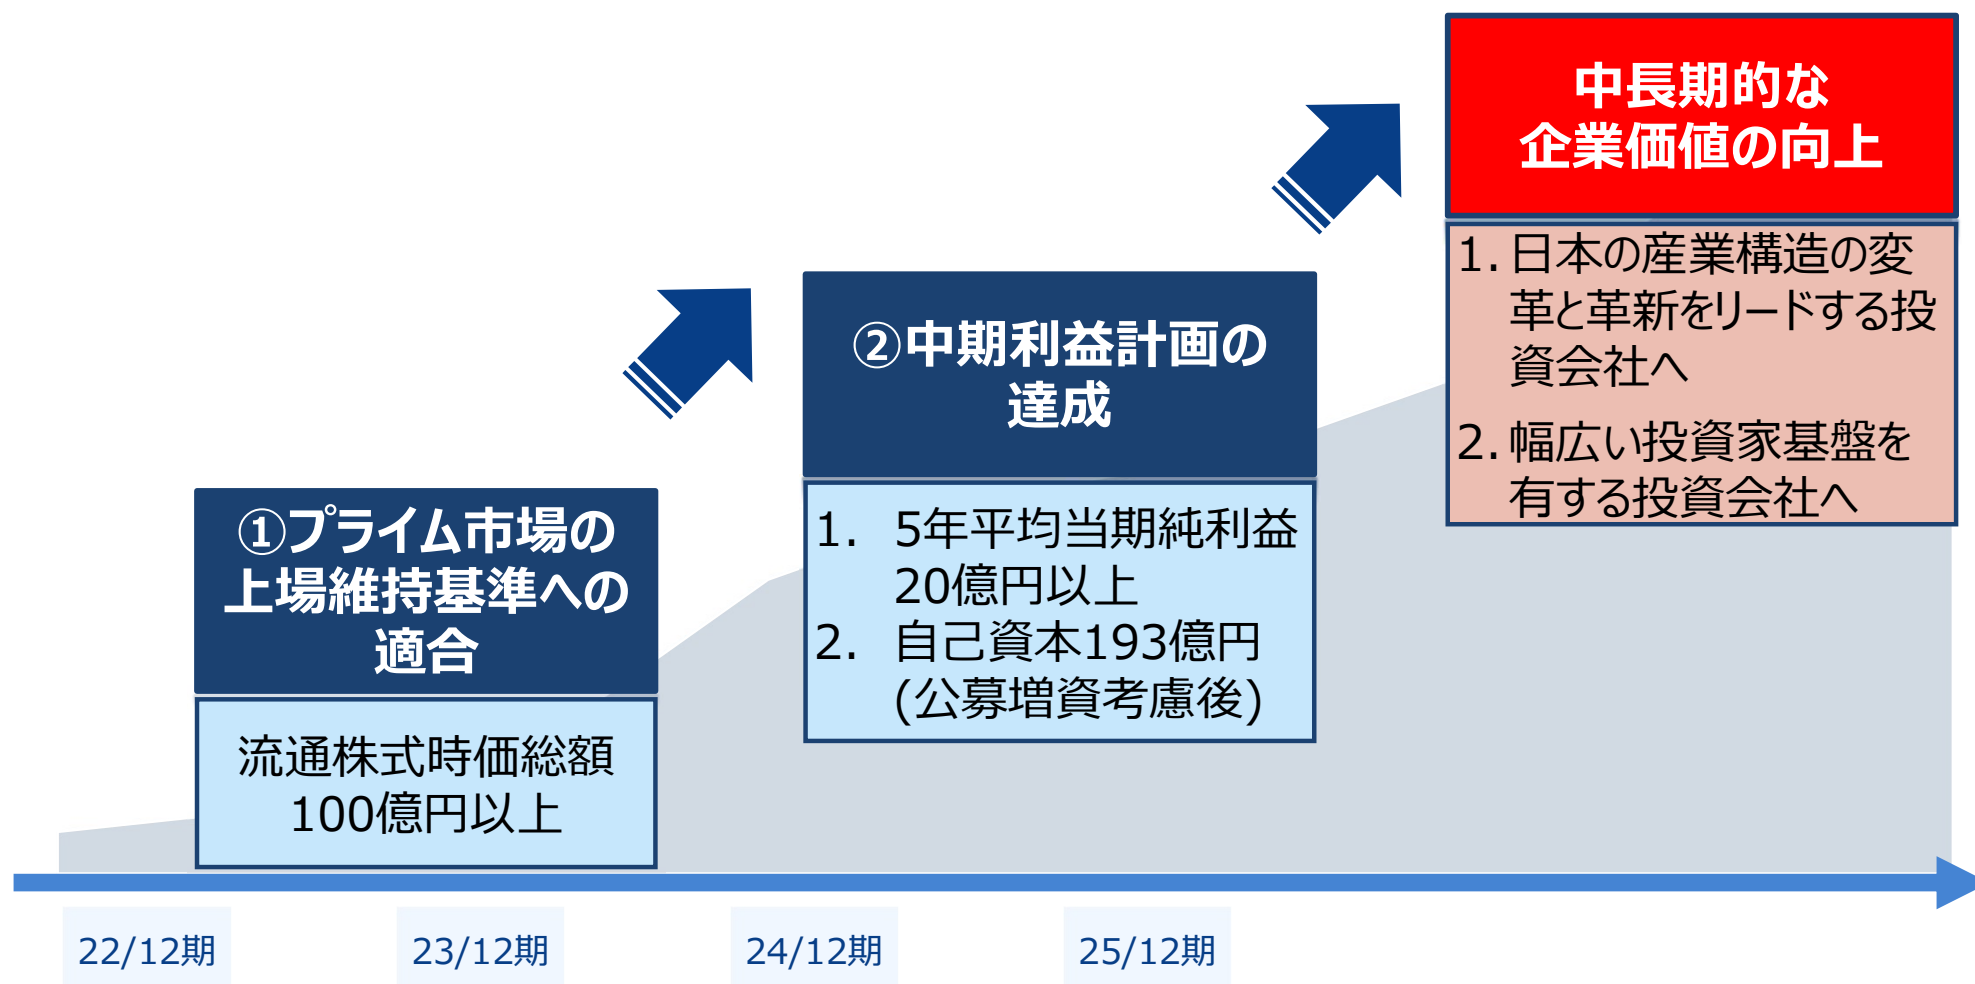 中長期的な
企業価値の向上
1. 日本の産業構造の変
革と革新をリードする投
資会社へ
2. 幅広い投資家基盤を
有する投資会社へ
②中期利益計画の
達成
1. 5年平均当期純利益
20億円以上
2. 自己資本193億円
(公募増資考慮後)
①プライム市場の
上場維持基準への
適合
流通株式時価総額
100億円以上
22/12期
23/12期
24/12期
25/12期